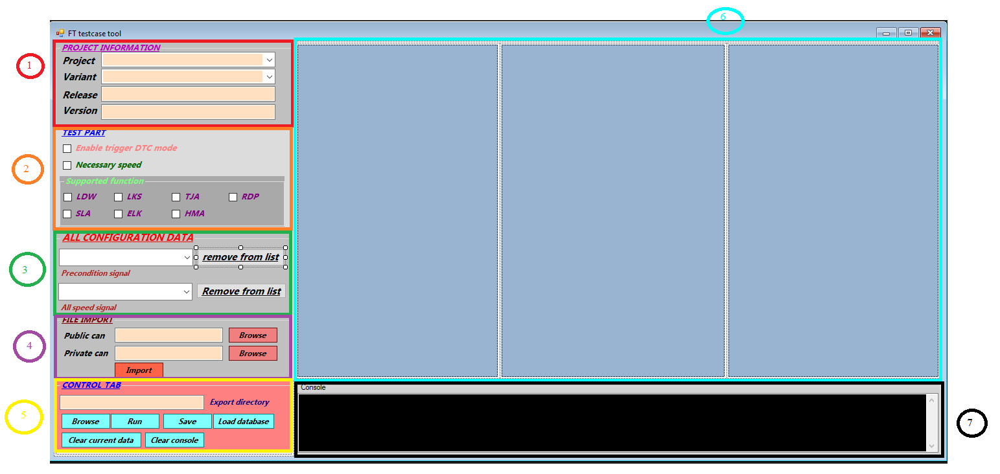 6
FT testcase tool
PROJECT INFORMATION
1
Project
Variant
Release
Version
TEST PART
Enable trigger DTC mode
2
Necessary speed
Supported function
LDW LKS TJA RDP
SLA ELK HMA
ALL CONFIGURATION DATA
remove from list
3
Precondition signal
Remove from list
All speed signal
FILE IMPORT
Public can Browse
4
Private can Browse
Import
CONTROL TAB
Console
Export directory
5
Browse Run Save Load database
7
Clear current data Clear console